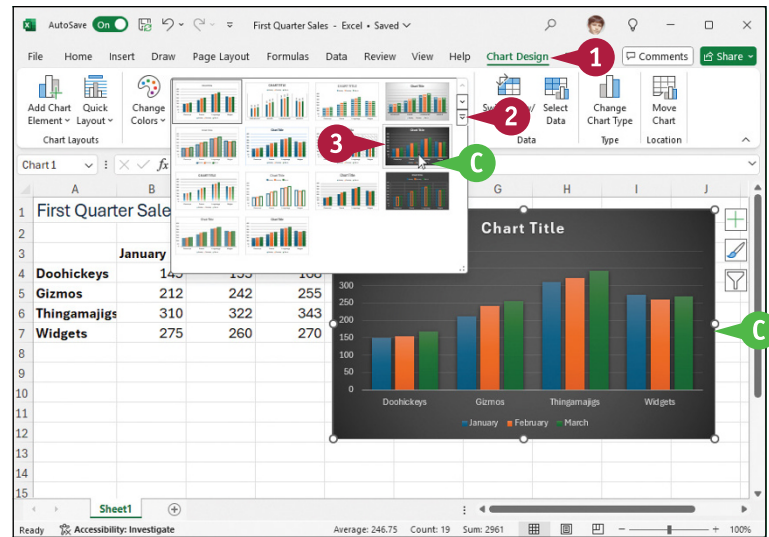 AutoSave On First Quarter Sales - Excel • Saved
File Home Insert Draw Page Layout Formulas Data Review View Help Chart Design 1 Comments Share
Add Chart Element Quick Layout Change Colors 2 Select Data Change Chart Type Move Chart
Chart Layouts Data Type Location
3 C
Chart1 fx
A B G H I J
1 First Quarter Sale
2 Chart Title
3 January
4 Doohickeys
5 Gizmos 212 242 255
6 Thingamajigs 310 322 343
7 Widgets 275 260 270
8
9
10
11
12
13
14
15
300
250
200
150
100
50
0
C
Doohickeys Gizmos Thingamajigs Widgets
January February March
Sheet1
Ready Accessibility: Investigate Average: 246.75 Count: 19 Sum: 2961 100%